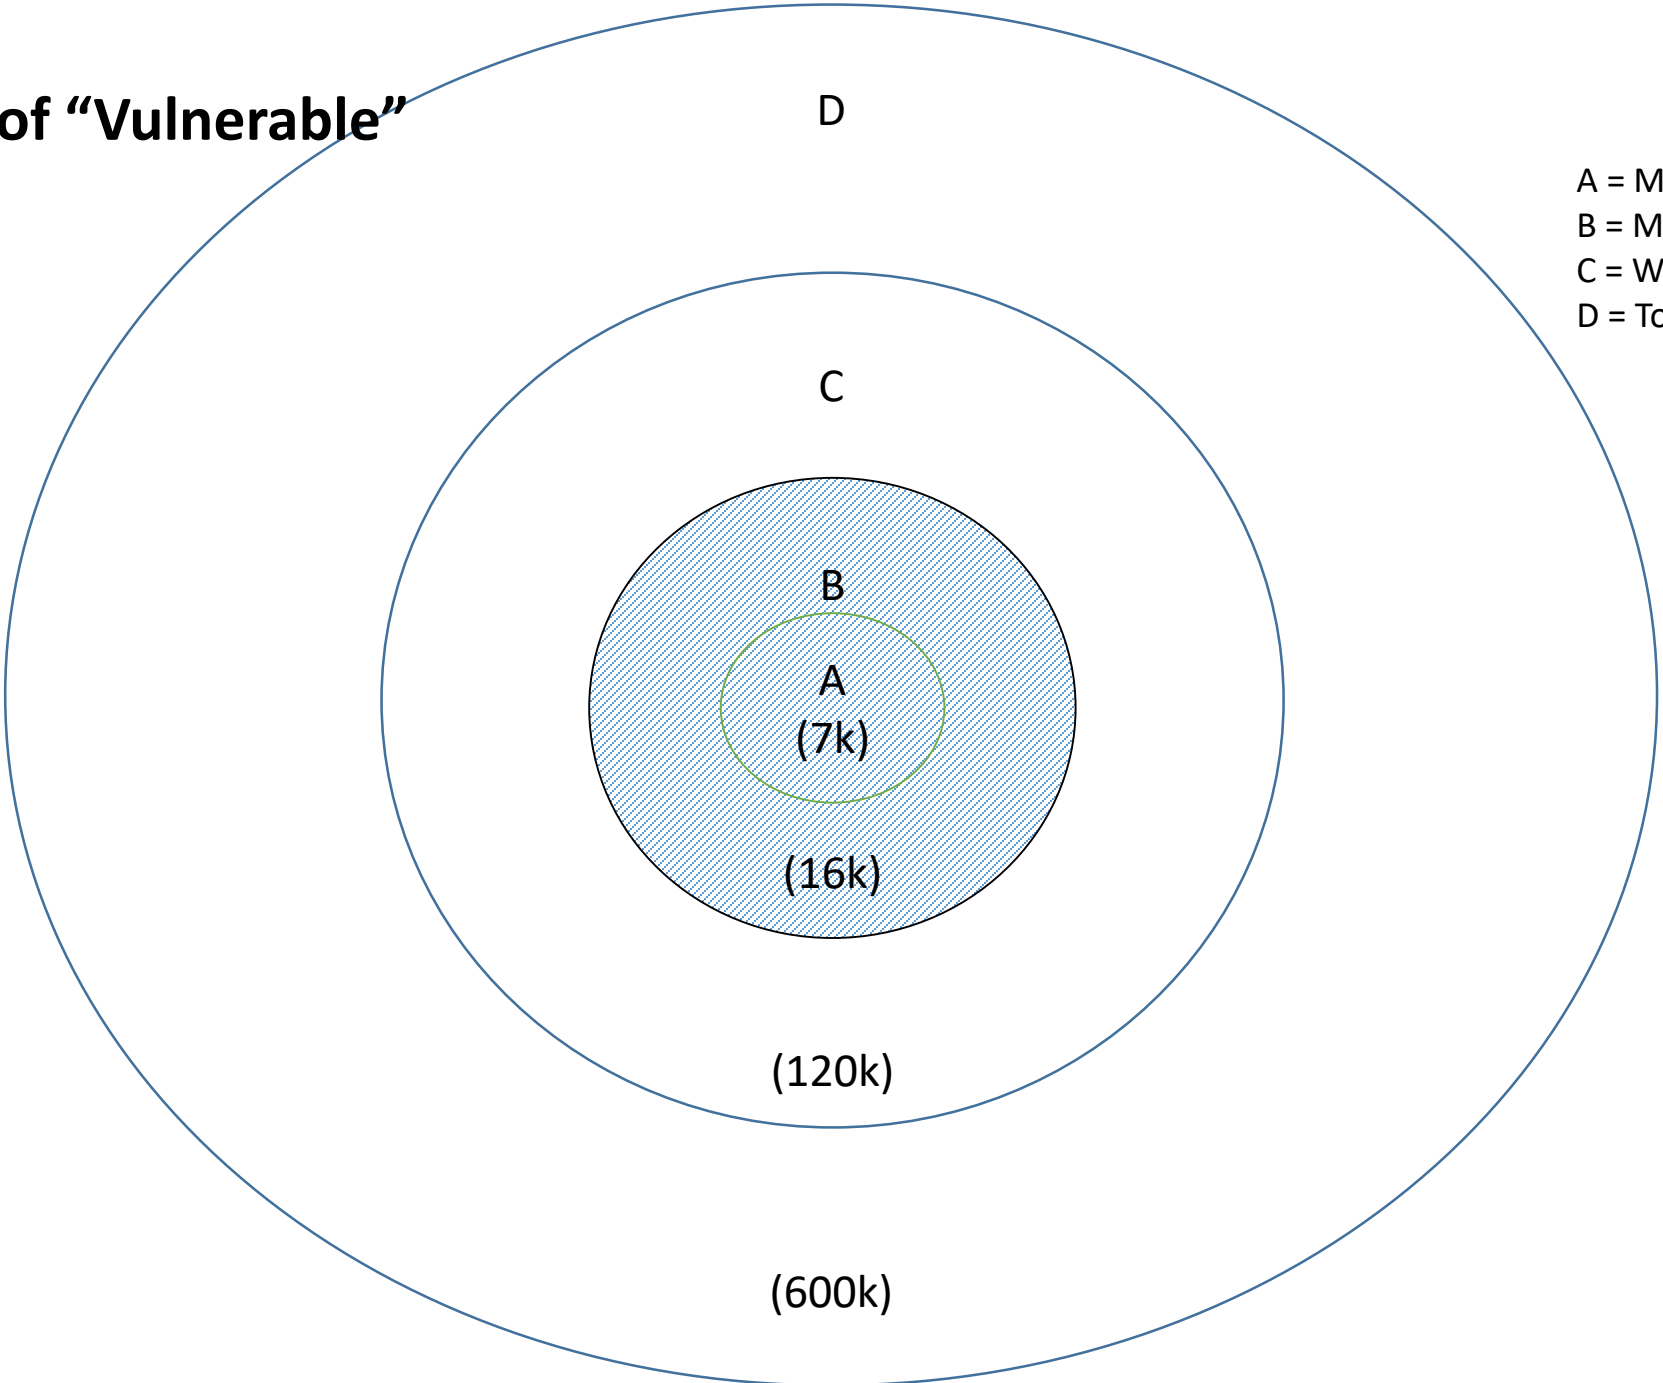 of “Vulnerable”
D
A = M
B = M
C = W
D = To
C
B
A
(7k)
(16k)
(120k)
(600k)